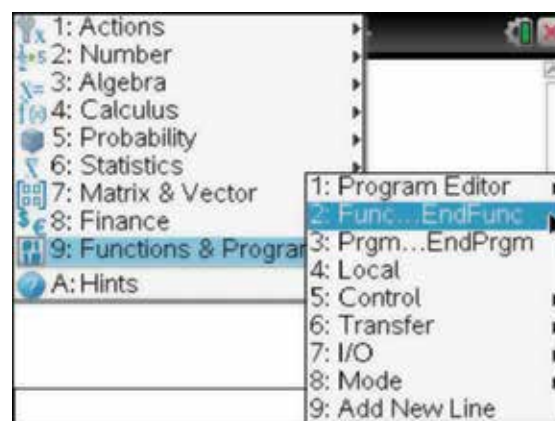 1: Actions
2: Number
3: Algebra
4: Calculus
5: Probability
6: Statistics
7: Matrix & Vector
8: Finance
9: Functions & Progra
A: Hints
1: Program Editor
2: Func...EndFunc
3: Prgm...EndPrgm
4: Local
5: Control
6: Transfer
7: I/O
8: Mode
9: Add New Line